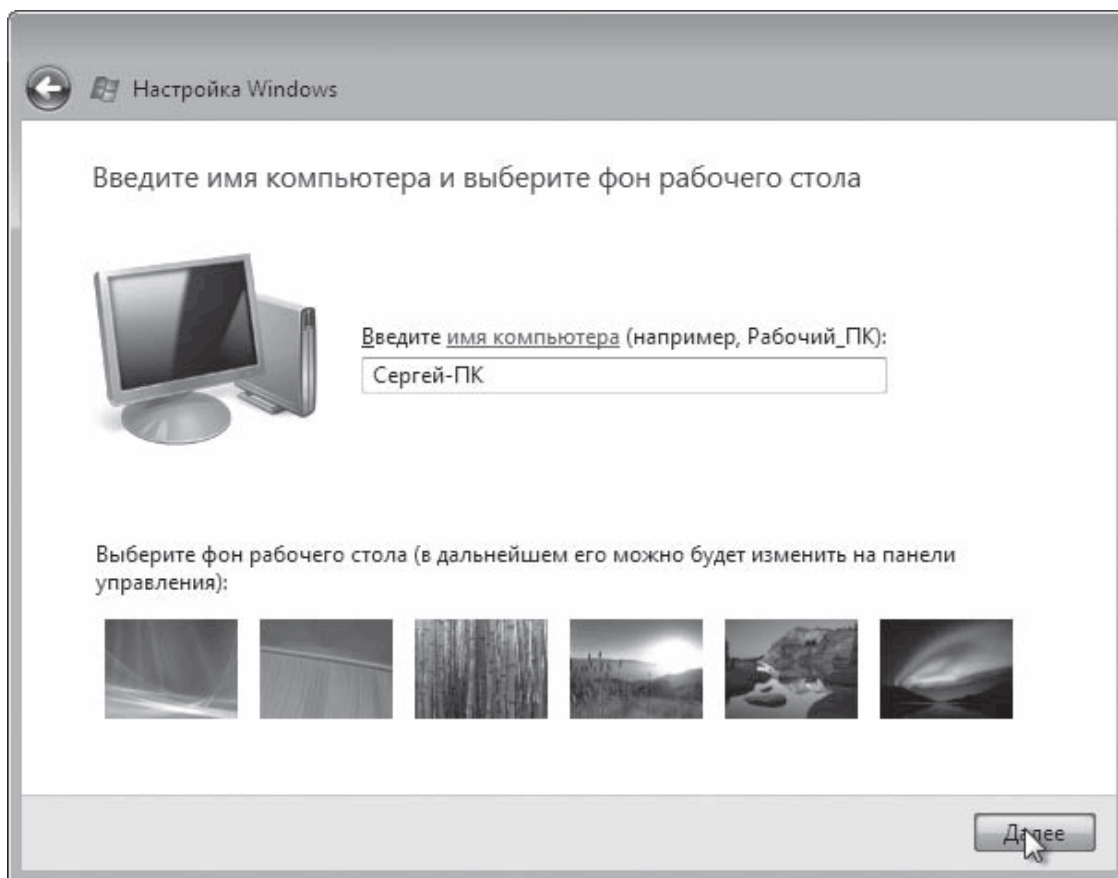 Настройка Windows
Введите имя компьютера и выберите фон рабочего стола
Введите имя компьютера (например, Рабочий_ПК):
Сергей-ПК
Выберите фон рабочего стола (в дальнейшем его можно будет изменить на панели
управления):
Далее